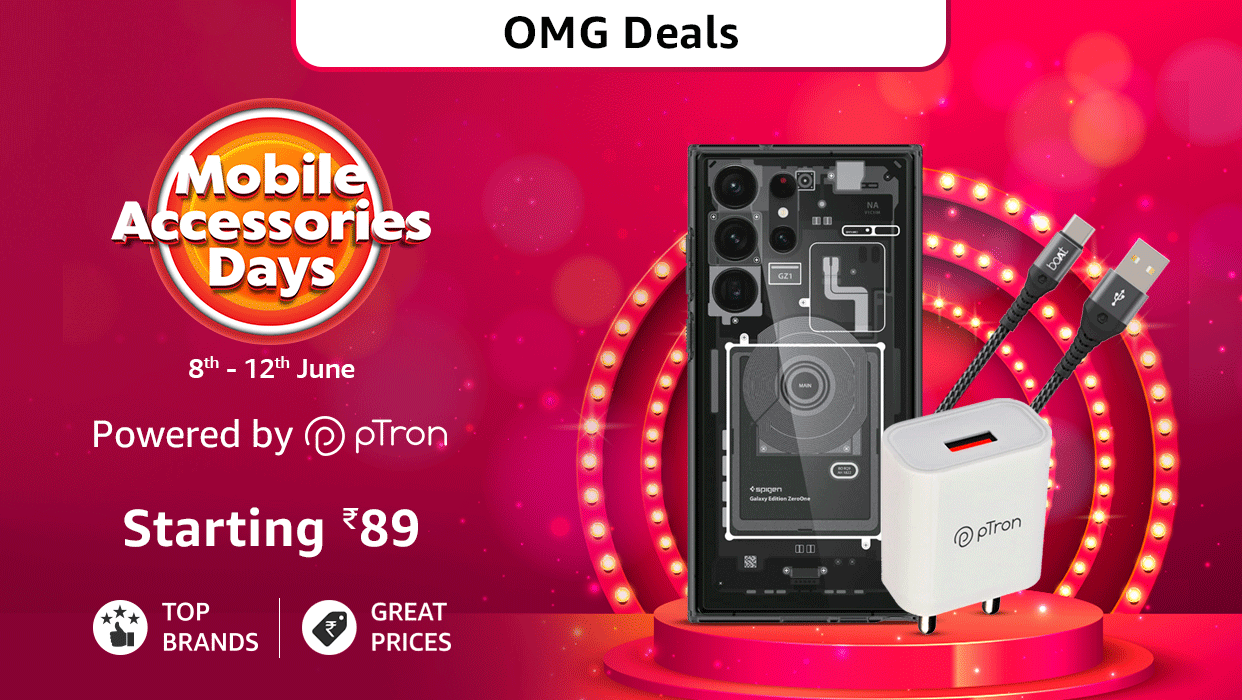 OMG Deals
Mobile
Accessories
Days
8th - 12th June
Powered by pTron
Starting ₹89
TOP
BRANDS
GREAT
PRICES
NA
GZ1
MAIN
spigen
Galaxy Edition ZeroOne
boAt
pTron